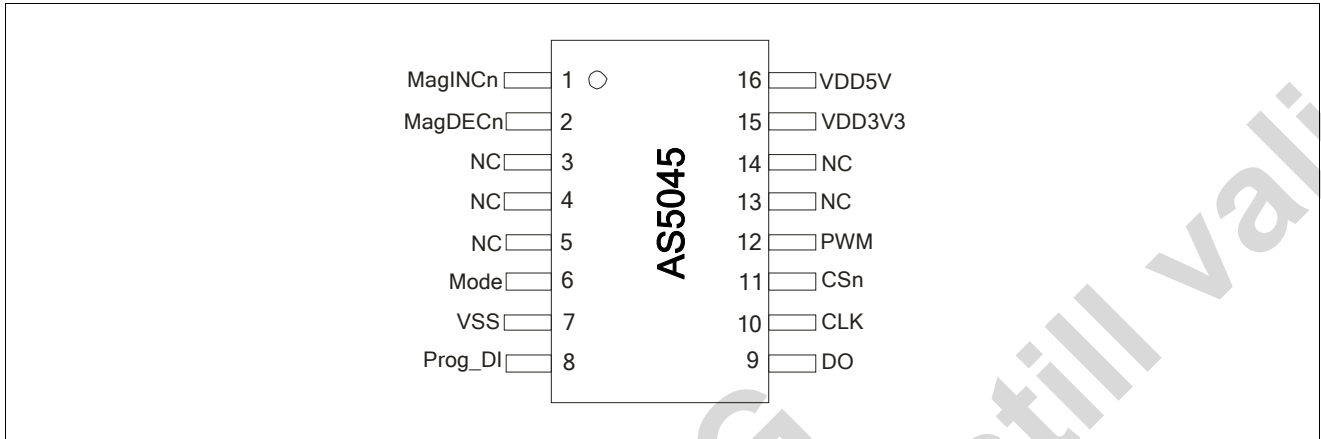 MagINCn 1 16 VDD5V
MagDECn 2 15 VDD3V3
NC 3 14 NC
NC 4 13 NC
NC 5 12 PWM
Mode 6 11 CSn
VSS 7 10 CLK
Prog_DI 8 9 DO
AS5045
still